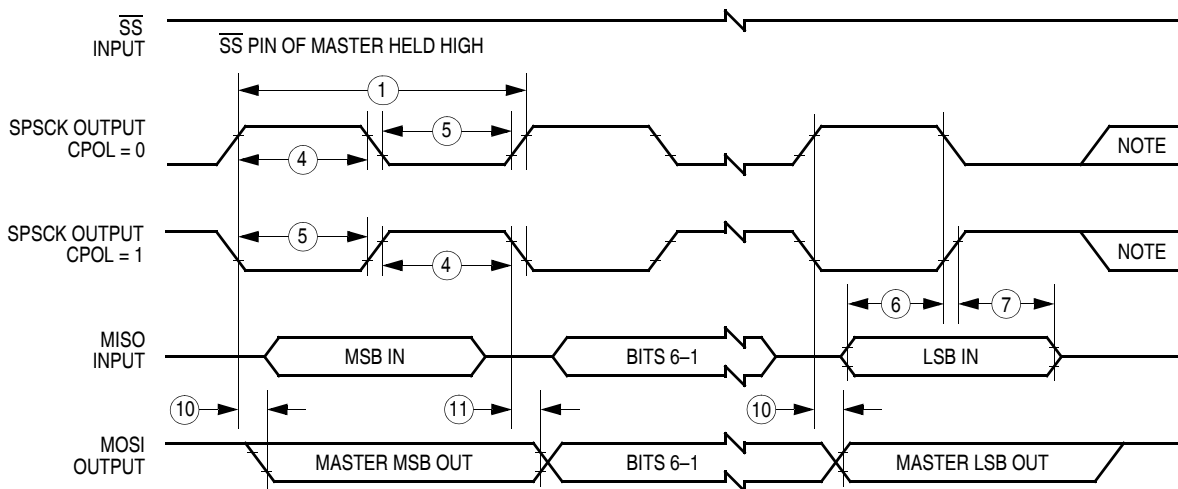 S̅S̅
INPUT
S̅S̅ PIN OF MASTER HELD HIGH
1
SPSCK OUTPUT
CPOL = 0
5
4
NOTE
SPSCK OUTPUT
CPOL = 1
5
4
NOTE
6
7
MISO
INPUT
MSB IN
BITS 6–1
LSB IN
10
11
10
MOSI
OUTPUT
MASTER MSB OUT
BITS 6–1
MASTER LSB OUT